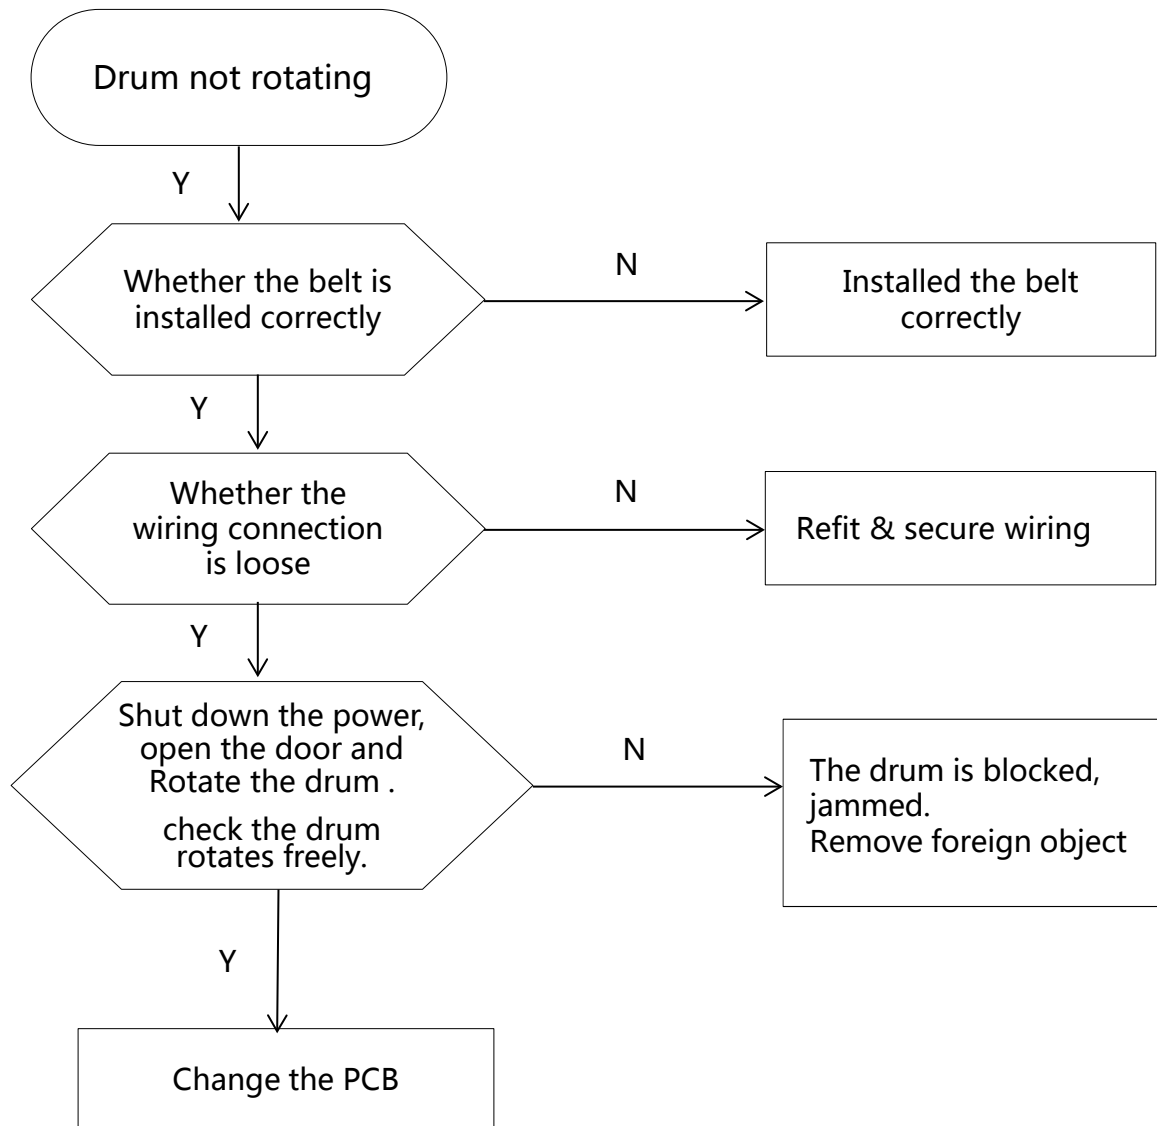 Drum not rotating
Y
Whether the belt is
installed correctly
N
Installed the belt
correctly
Y
Whether the
wiring connection
is loose
N
Refit & secure wiring
Y
Shut down the power,
open the door and
Rotate the drum .
check the drum
rotates freely.
N
The drum is blocked,
jammed.
Remove foreign object
Y
Change the PCB